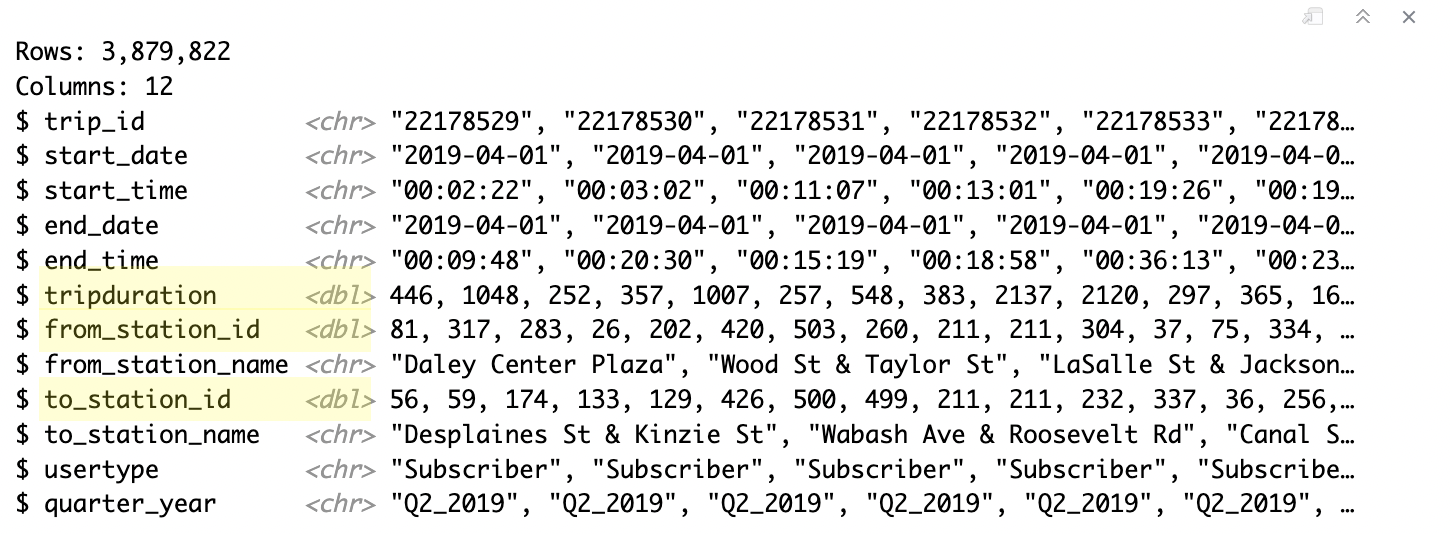 Rows: 3,879,822
Columns: 12
$ trip_id <chr> "22178529", "22178530", "22178531", "22178532", "22178533", "22178…
$ start_date <chr> "2019-04-01", "2019-04-01", "2019-04-01", "2019-04-01", "2019-04-0…
$ start_time <chr> "00:02:22", "00:03:02", "00:11:07", "00:13:01", "00:19:26", "00:19…
$ end_date <chr> "2019-04-01", "2019-04-01", "2019-04-01", "2019-04-01", "2019-04-0…
$ end_time <chr> "00:09:48", "00:20:30", "00:15:19", "00:18:58", "00:36:13", "00:23…
$ tripduration <dbl> 446, 1048, 252, 357, 1007, 257, 548, 383, 2137, 2120, 297, 365, 16…
$ from_station_id <dbl> 81, 317, 283, 26, 202, 420, 503, 260, 211, 211, 304, 37, 75, 334, …
$ from_station_name <chr> "Daley Center Plaza", "Wood St & Taylor St", "LaSalle St & Jackson…
$ to_station_id <dbl> 56, 59, 174, 133, 129, 426, 500, 499, 211, 211, 232, 337, 36, 256,…
$ to_station_name <chr> "Desplaines St & Kinzie St", "Wabash Ave & Roosevelt Rd", "Canal S…
$ usertype <chr> "Subscriber", "Subscriber", "Subscriber", "Subscriber", "Subscribe…
$ quarter_year <chr> "Q2_2019", "Q2_2019", "Q2_2019", "Q2_2019", "Q2_2019", "Q2_2019", …